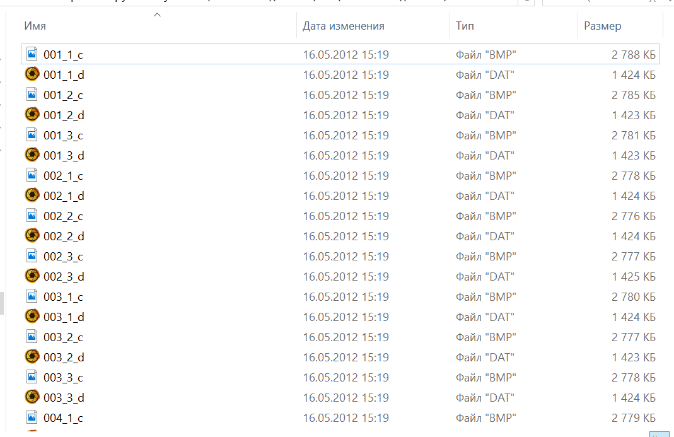 Имя Дата изменения Тип Размер
001_1_c 16.05.2012 15:19 Файл "BMP" 2 788 КБ
001_1_d 16.05.2012 15:19 Файл "DAT" 1 424 КБ
001_2_c 16.05.2012 15:19 Файл "BMP" 2 785 КБ
001_2_d 16.05.2012 15:19 Файл "DAT" 1 423 КБ
001_3_c 16.05.2012 15:19 Файл "BMP" 2 781 КБ
001_3_d 16.05.2012 15:19 Файл "DAT" 1 423 КБ
002_1_c 16.05.2012 15:19 Файл "BMP" 2 778 КБ
002_1_d 16.05.2012 15:19 Файл "DAT" 1 424 КБ
002_2_c 16.05.2012 15:19 Файл "BMP" 2 776 КБ
002_2_d 16.05.2012 15:19 Файл "DAT" 1 424 КБ
002_3_c 16.05.2012 15:19 Файл "BMP" 2 777 КБ
002_3_d 16.05.2012 15:19 Файл "DAT" 1 425 КБ
003_1_c 16.05.2012 15:19 Файл "BMP" 2 780 КБ
003_1_d 16.05.2012 15:19 Файл "DAT" 1 424 КБ
003_2_c 16.05.2012 15:19 Файл "BMP" 2 777 КБ
003_2_d 16.05.2012 15:19 Файл "DAT" 1 423 КБ
003_3_c 16.05.2012 15:19 Файл "BMP" 2 778 КБ
003_3_d 16.05.2012 15:19 Файл "DAT" 1 424 КБ
004_1_c 16.05.2012 15:19 Файл "BMP" 2 779 КБ